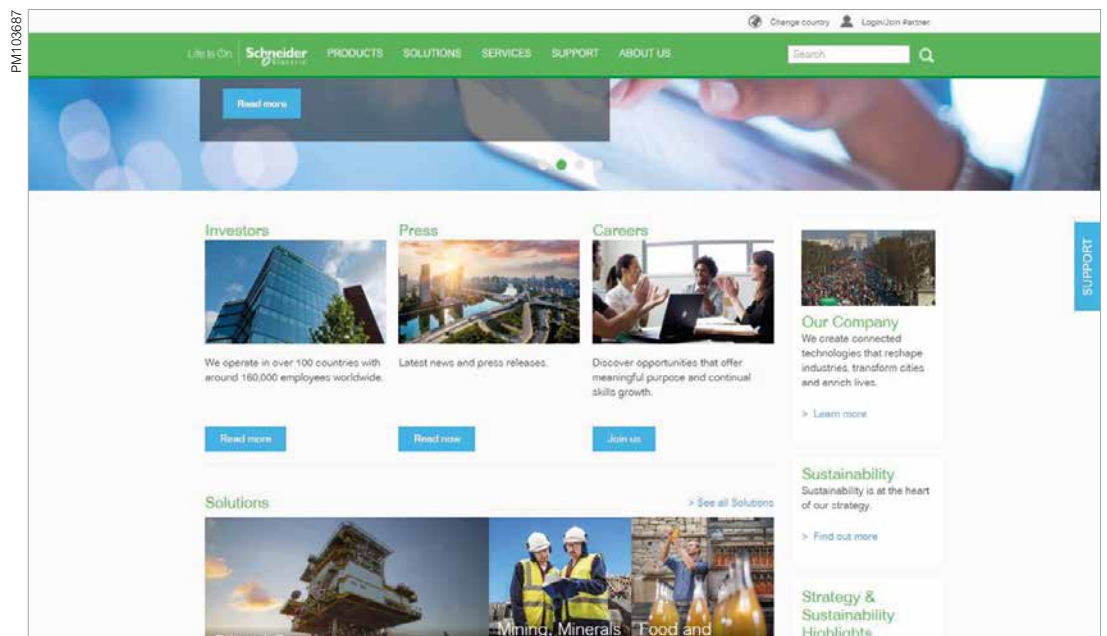 PM103687
Change country Login/Join Partner
Life Is On Schneider Electric PRODUCTS SOLUTIONS SERVICES SUPPORT ABOUT US Search
Read more
SUPPORT
Investors Press Careers
We operate in over 100 countries with
around 160,000 employees worldwide.
Latest news and press releases.
Discover opportunities that offer
meaningful purpose and continual
skills growth.
Read more Read now Join us
Our Company
We create connected
technologies that reshape
industries, transform cities
and enrich lives.
> Learn more
Solutions > See all Solutions
Mining, Minerals Food and
Sustainability
Sustainability is at the heart
of our strategy.
> Find out more
Strategy &
Sustainability
Highlights